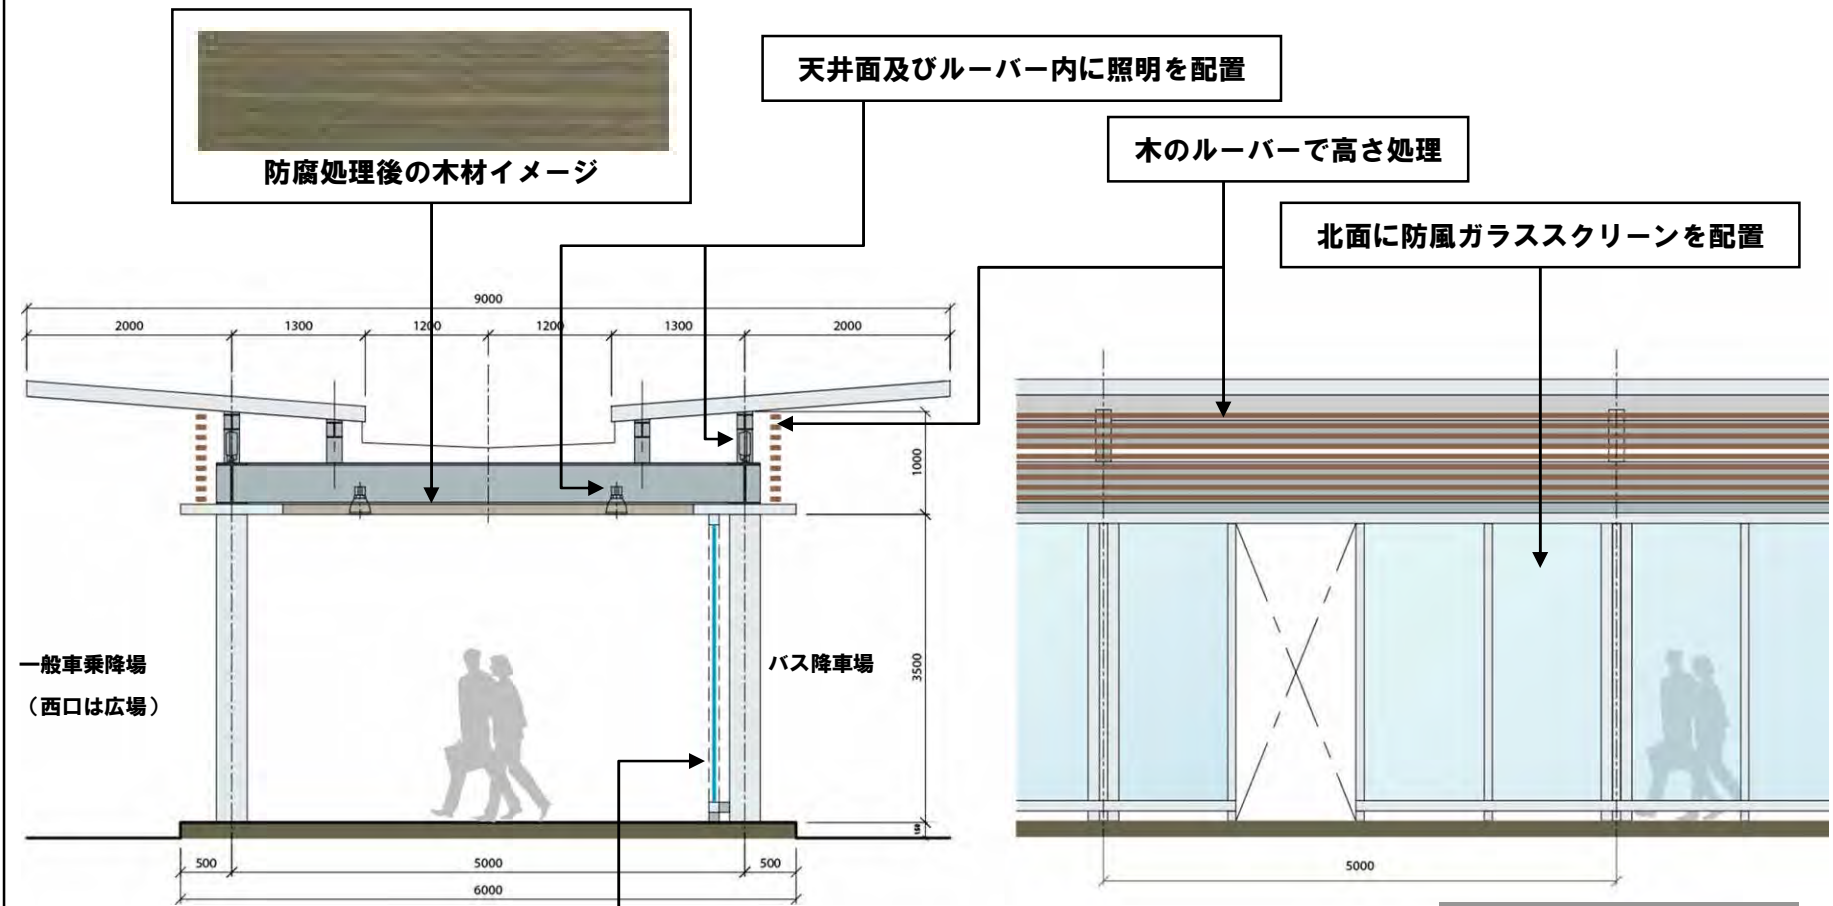 防腐処理後の木材イメージ
天井面及びルーバー内に照明を配置
木のルーバーで高さ処理
北面に防風ガラススクリーンを配置
9000
2000
1300
1200
1200
1300
2000
1000
3500
150
一般車乗降場
（西口は広場）
バス降車場
500
5000
500
6000
5000